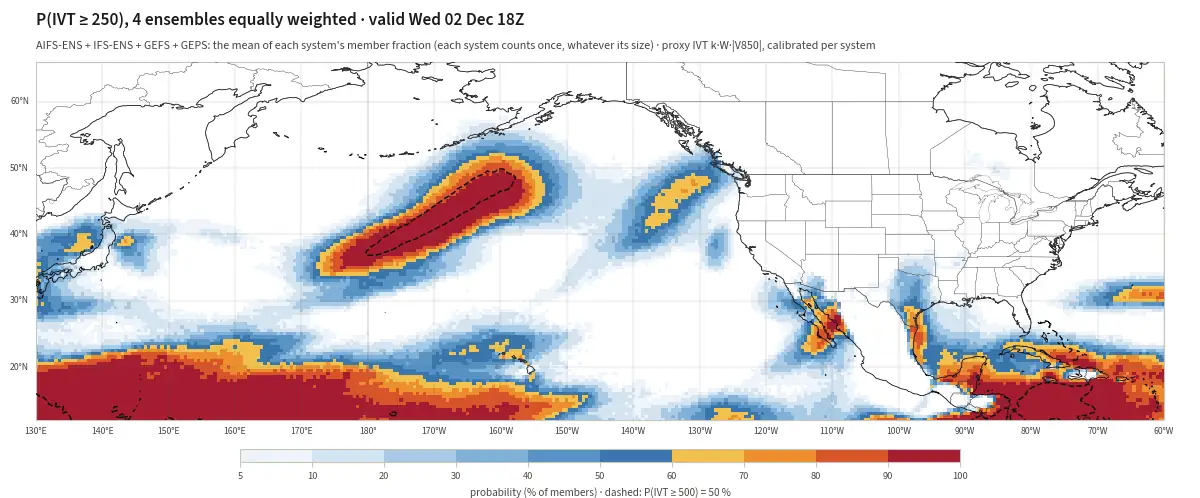 P(IVT ≥ 250), 4 ensembles equally weighted · valid Wed 02 Dec 18Z
AIFS-ENS + IFS-ENS + GEFS + GEPS: the mean of each system's member fraction (each system counts once, whatever its size) · proxy IVT k·W·|V850|, calibrated per system
60°N
50°N
40°N
30°N
20°N
130°E 140°E 150°E 160°E 170°E 180° 170°W 160°W 150°W 140°W 130°W 120°W 110°W 100°W 90°W 80°W 70°W 60°W
5 10 20 30 40 50 60 70 80 90 100
probability (% of members) · dashed: P(IVT ≥ 500) = 50 %